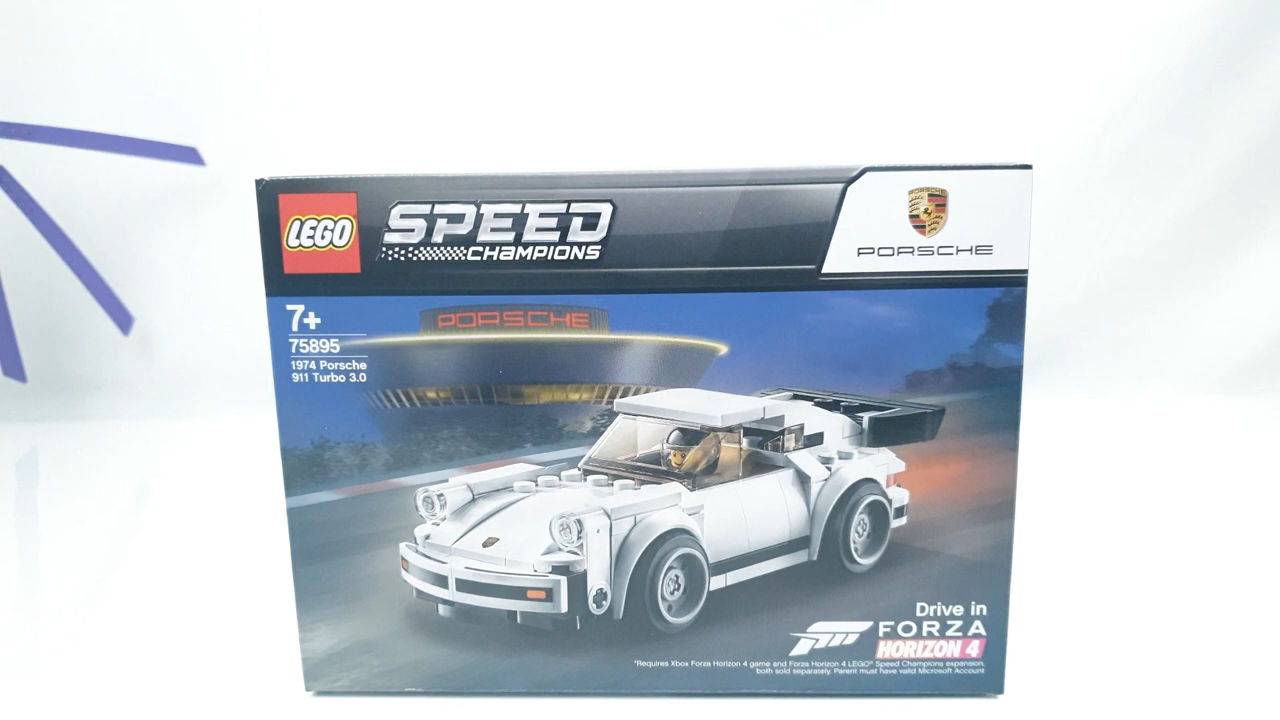 LEGO
SPEED
CHAMPIONS
PORSCHE
PORSCHE
7+
75895
1974 Porsche
911 Turbo 3.0
PORSCHE
Drive in
FORZA
HORIZON 4
*Requires Xbox Forza Horizon 4 game and Forza Horizon 4 LEGO® Speed Champions expansion,
both sold separately. Parent must have valid Microsoft Account